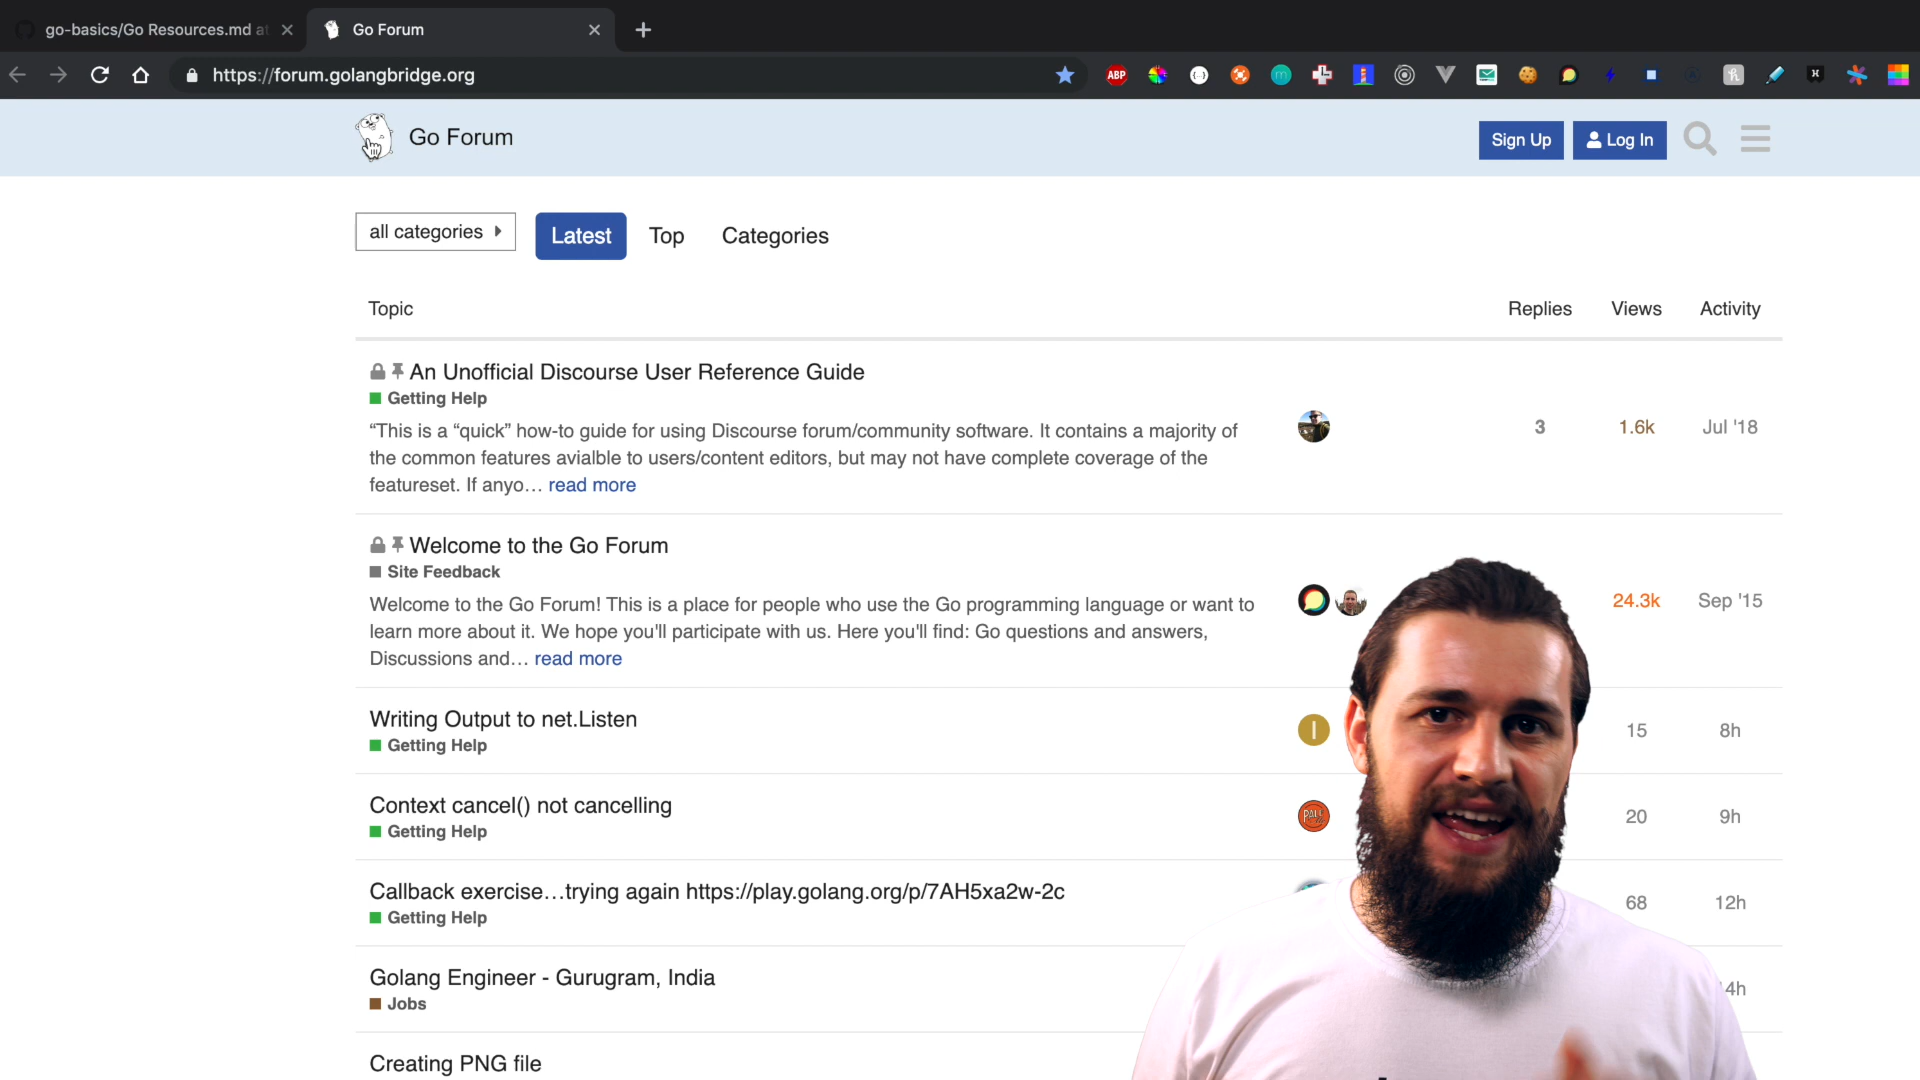 go-basics/Go Resources.md at
Go Forum
https://forum.golangbridge.org
ABP
Go Forum
Sign Up
Log In
all categories
Latest
Top
Categories
Topic
Replies
Views
Activity
An Unofficial Discourse User Reference Guide
Getting Help
“This is a “quick” how-to guide for using Discourse forum/community software. It contains a majority of
the common features avialble to users/content editors, but may not have complete coverage of the
featureset. If anyo… read more
3
1.6k
Jul '18
Welcome to the Go Forum
Site Feedback
Welcome to the Go Forum! This is a place for people who use the Go programming language or want to
learn more about it. We hope you'll participate with us. Here you'll find: Go questions and answers,
Discussions and… read more
24.3k
Sep '15
Writing Output to net.Listen
Getting Help
I
15
8h
Context cancel() not cancelling
Getting Help
20
9h
Callback exercise…trying again https://play.golang.org/p/7AH5xa2w-2c
Getting Help
68
12h
Golang Engineer - Gurugram, India
Jobs
4h
Creating PNG file